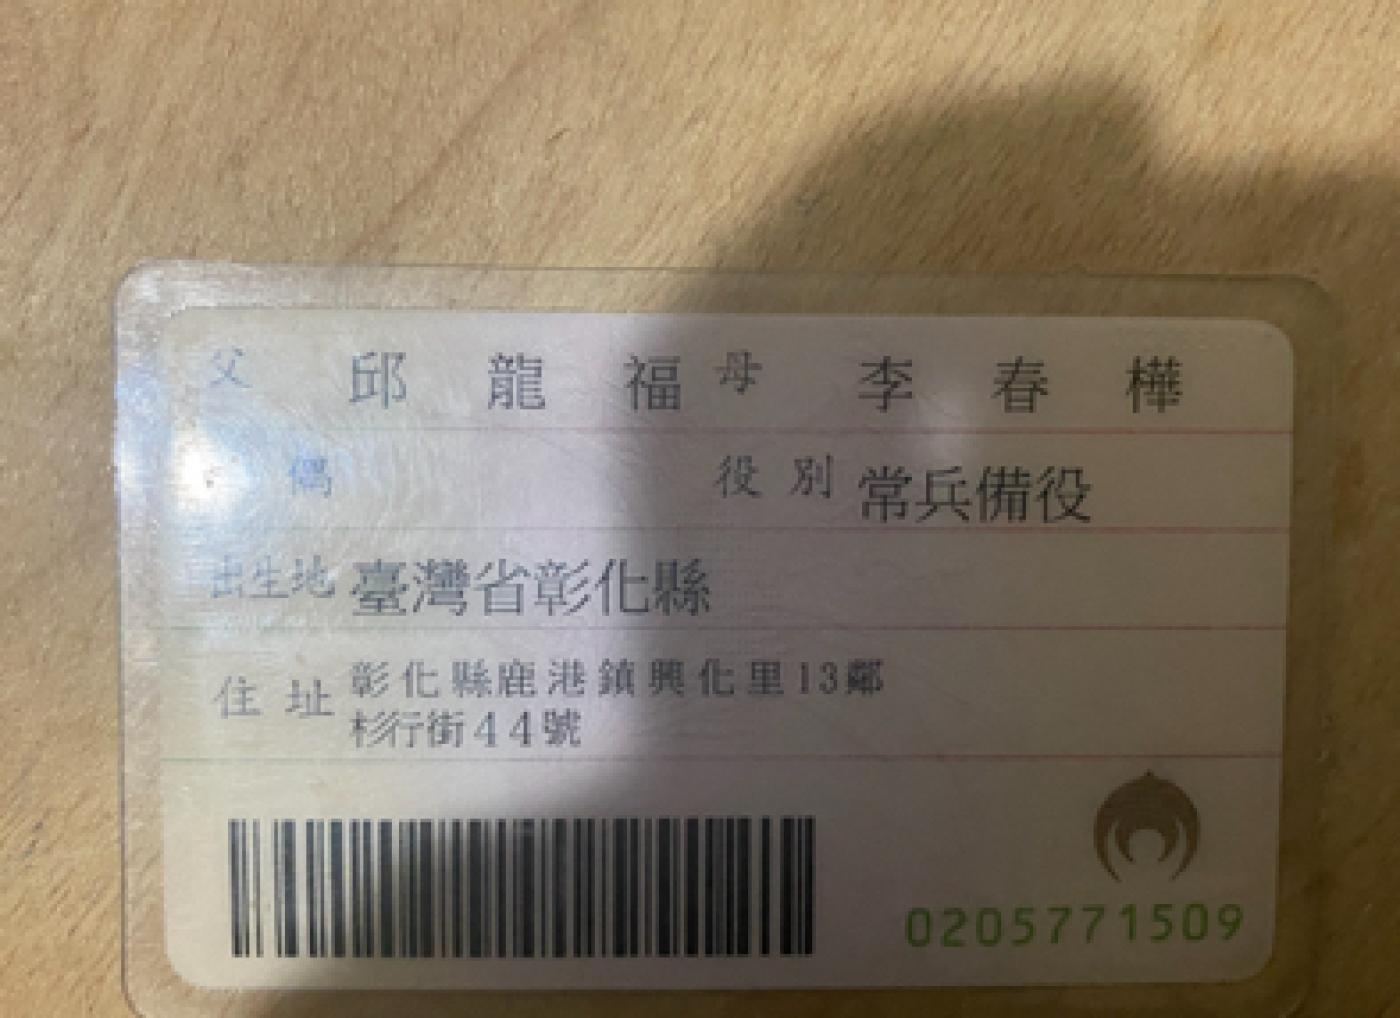 父 邱龍福 母 李春樺
偶 役別 常兵備役
出生地 臺灣省彰化縣
住址 彰化縣鹿港鎮興化里13鄰
杉行街44號
0205771509